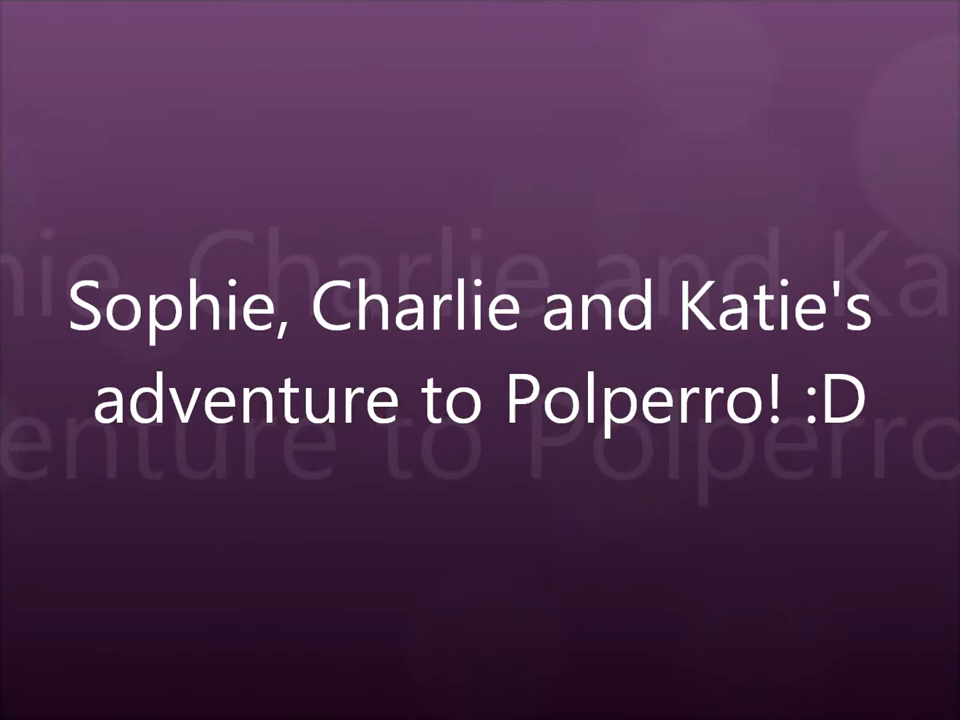 Sophie, Charlie and Katie's
adventure to Polperro! :D